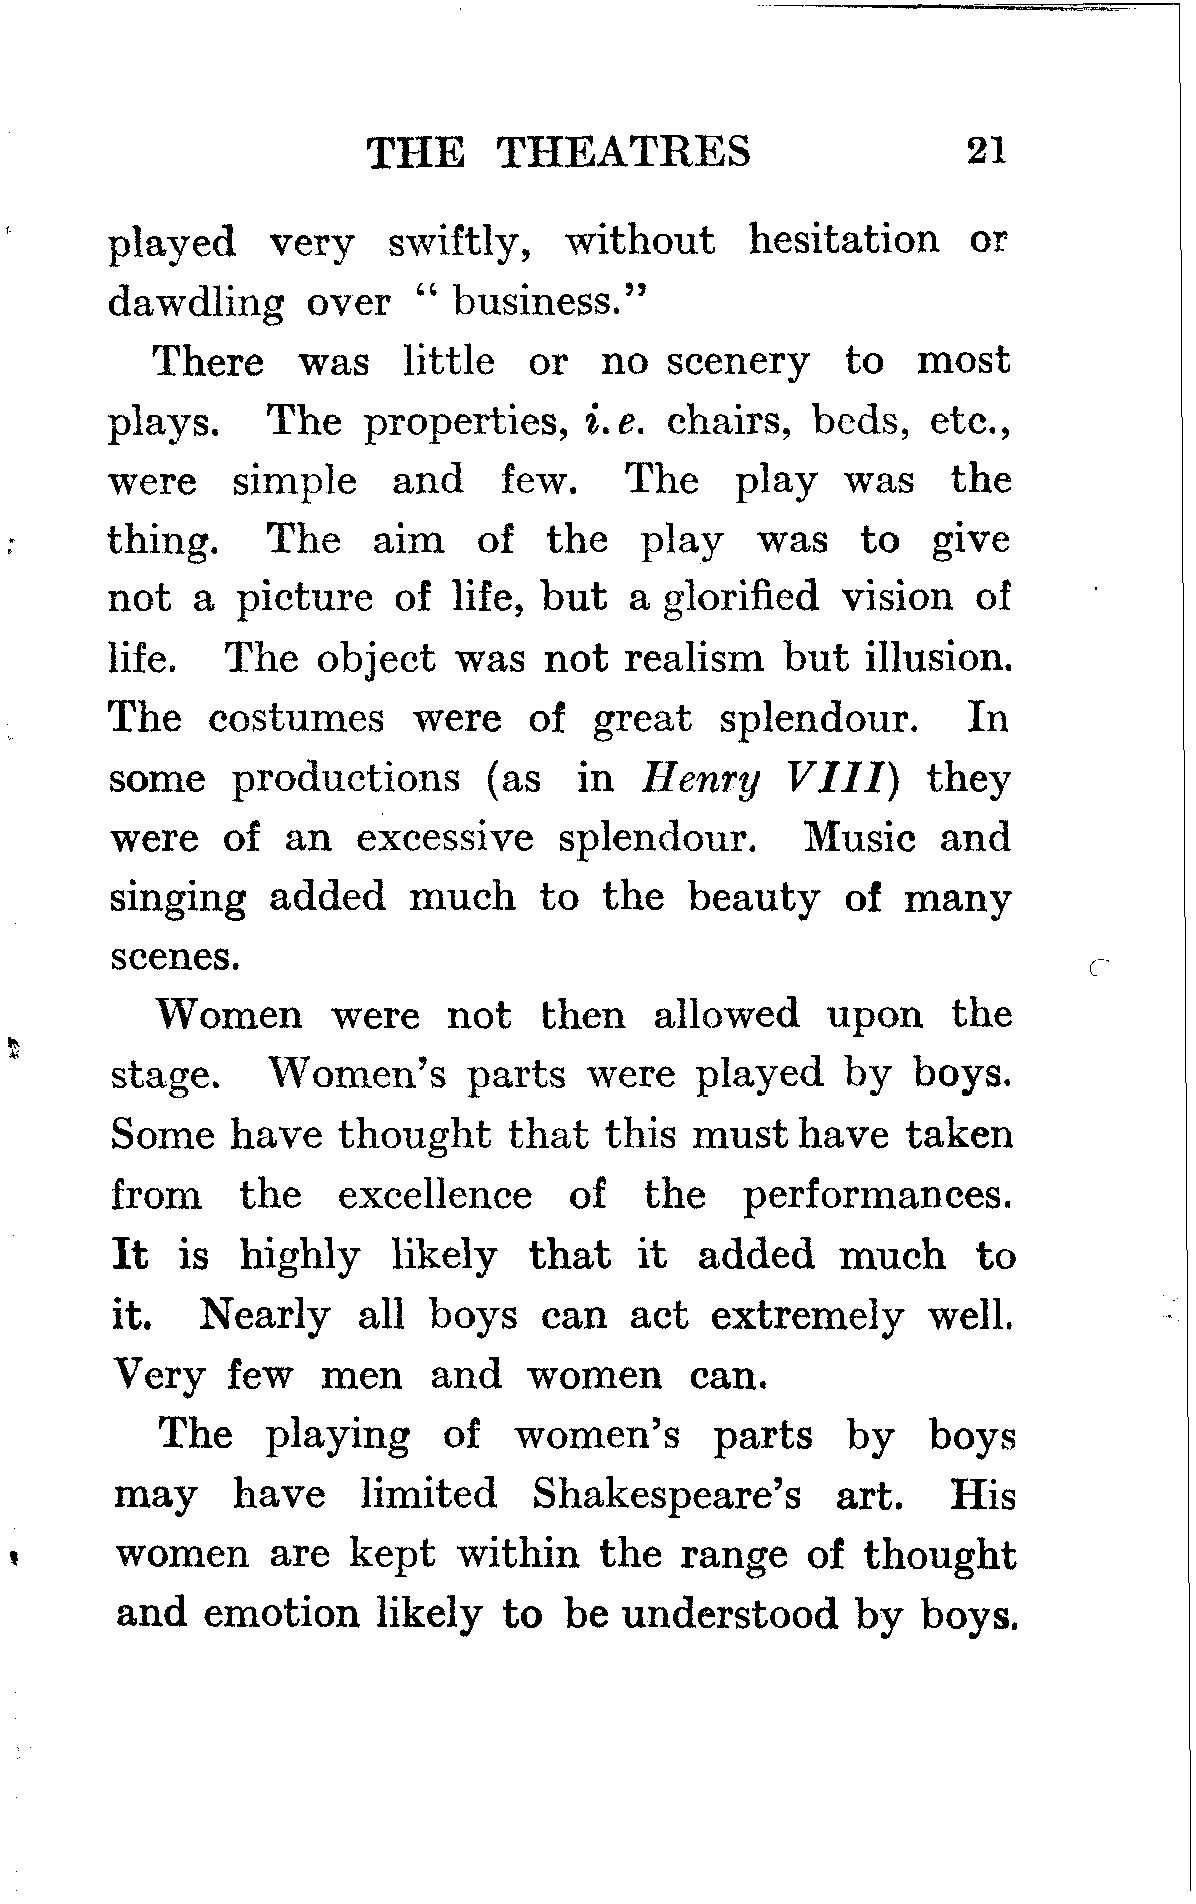 THE THEATRES 21
played very swiftly, without hesitation or
dawdling over “ business.”
There was little or no scenery to most
plays. The properties, i.e. chairs, beds, etc.,
were simple and few. The play was the
thing. The aim of the play was to give
not a picture of life, but a glorified vision of
life. The object was not realism but illusion.
The costumes were of great splendour. In
some productions (as in Henry VIII) they
were of an excessive splendour. Music and
singing added much to the beauty of many
scenes.
Women were not then allowed upon the
stage. Women’s parts were played by boys.
Some have thought that this must have taken
from the excellence of the performances.
It is highly likely that it added much to
it. Nearly all boys can act extremely well.
Very few men and women can.
The playing of women’s parts by boys
may have limited Shakespeare’s art. His
women are kept within the range of thought
and emotion likely to be understood by boys.